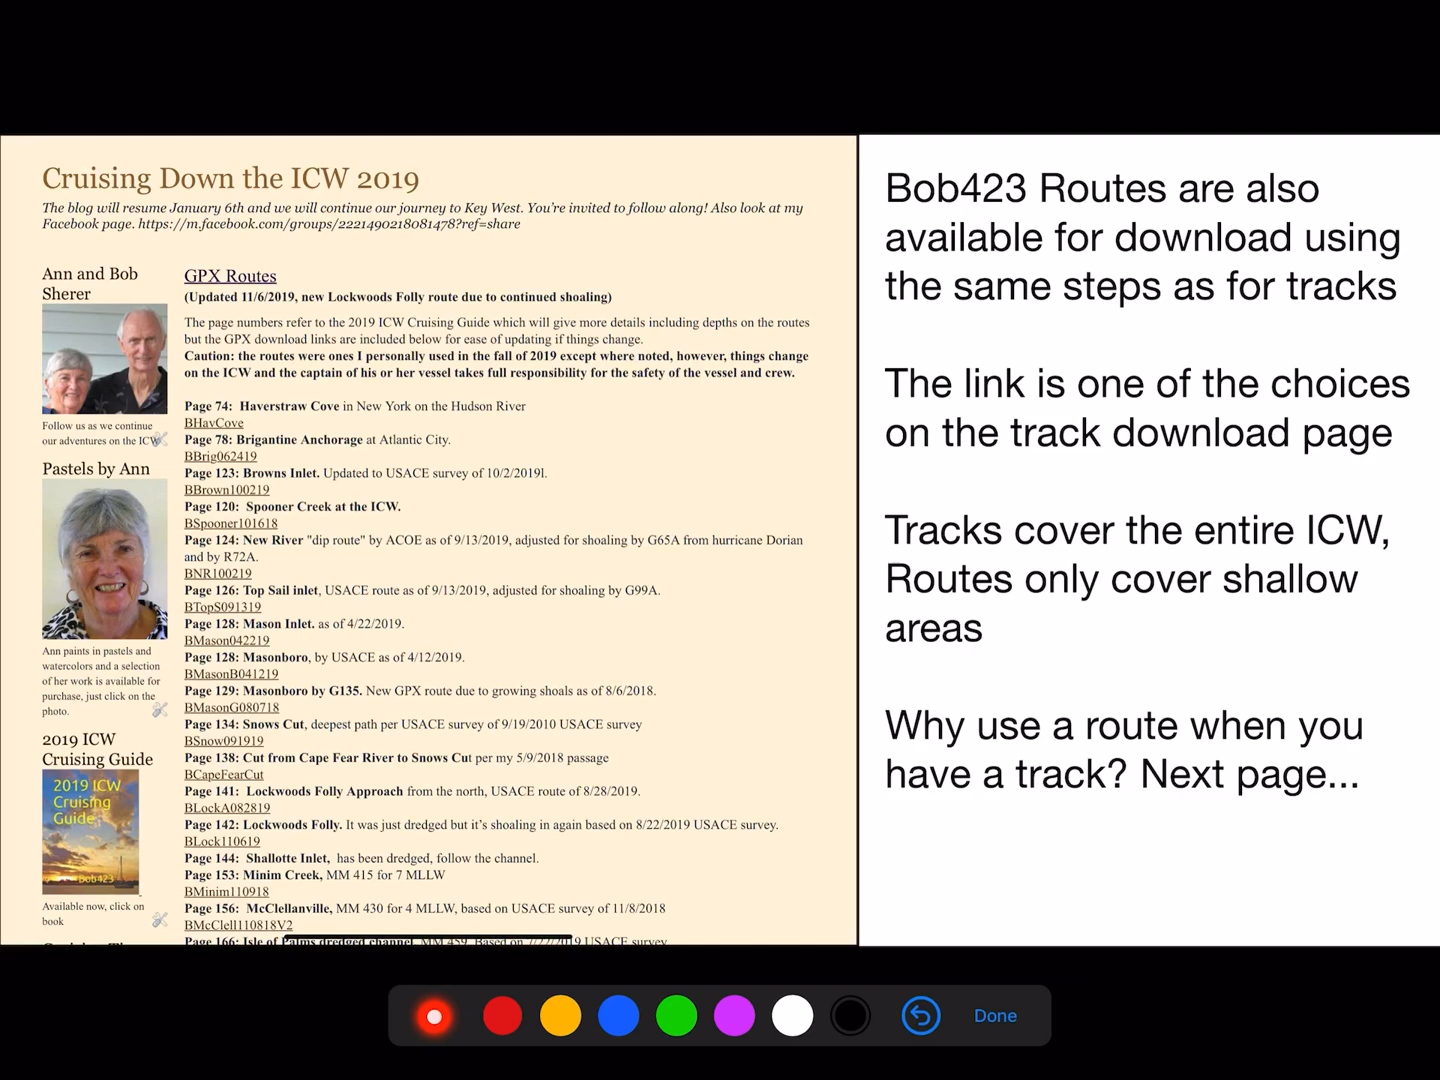 Cruising Down the ICW 2019
The blog will resume January 6th and we will continue our journey to Key West. You're invited to follow along! Also look at my
Facebook page. https://m.facebook.com/groups/2221490218081478?ref=share
Ann and Bob
Sherer
Follow us as we continue
our adventures on the ICW
Pastels by Ann
Ann paints in pastels and
watercolors and a selection
of her work is available for
purchase, just click on the
photo.
2019 ICW
Cruising Guide
2019 ICW
Cruising
Guide
Bob423
Available now, click on
book
GPX Routes
(Updated 11/6/2019, new Lockwoods Folly route due to continued shoaling)
The page numbers refer to the 2019 ICW Cruising Guide which will give more details including depths on the routes
but the GPX download links are included below for ease of updating if things change.
Caution: the routes were ones I personally used in the fall of 2019 except where noted, however, things change
on the ICW and the captain of his or her vessel takes full responsibility for the safety of the vessel and crew.
Page 74: Haverstraw Cove in New York on the Hudson River
BHavCove
Page 78: Brigantine Anchorage at Atlantic City.
BBrig062419
Page 123: Browns Inlet. Updated to USACE survey of 10/2/2019l.
BBrown100219
Page 120: Spooner Creek at the ICW.
BSpooner101618
Page 124: New River "dip route" by ACOE as of 9/13/2019, adjusted for shoaling by G65A from hurricane Dorian
and by R72A.
BNR100219
Page 126: Top Sail inlet, USACE route as of 9/13/2019, adjusted for shoaling by G99A.
BTopS091319
Page 128: Mason Inlet. as of 4/22/2019.
BMason042219
Page 128: Masonboro, by USACE as of 4/12/2019.
BMasonB041219
Page 129: Masonboro by G135. New GPX route due to growing shoals as of 8/6/2018.
BMasonG080718
Page 134: Snows Cut, deepest path per USACE survey of 9/19/2010 USACE survey
BSnow091919
Page 138: Cut from Cape Fear River to Snows Cut per my 5/9/2018 passage
BCapeFearCut
Page 141: Lockwoods Folly Approach from the north, USACE route of 8/28/2019.
BLockA082819
Page 142: Lockwoods Folly. It was just dredged but it's shoaling in again based on 8/22/2019 USACE survey.
BLock110619
Page 144: Shallotte Inlet, has been dredged, follow the channel.
Page 153: Minim Creek, MM 415 for 7 MLLW
BMinim110918
Page 156: McClellanville, MM 430 for 4 MLLW, based on USACE survey of 11/8/2018
BMcClell110818V2
Page 166: Isle of Palms dredged channel, MM 459. Based on 7/22/2019 USACE survey
Bob423 Routes are also
available for download using
the same steps as for tracks
The link is one of the choices
on the track download page
Tracks cover the entire ICW,
Routes only cover shallow
areas
Why use a route when you
have a track? Next page...
Done